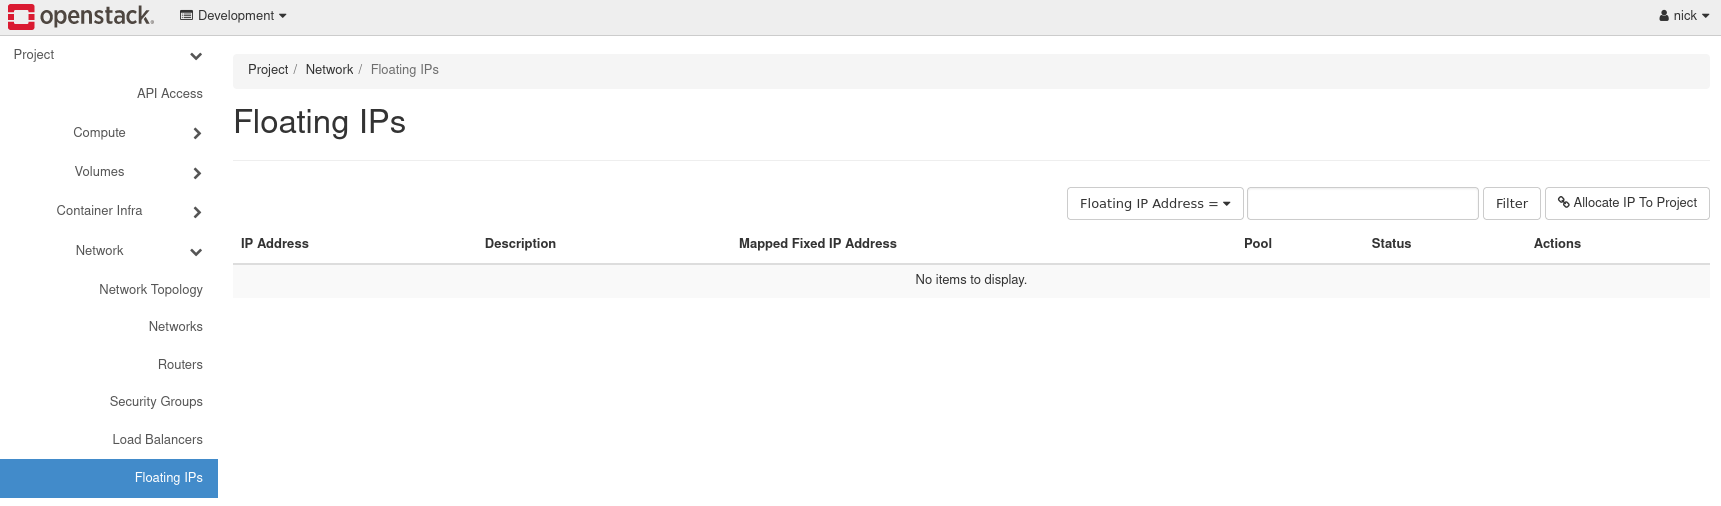 openstack. Development nick
Project
API Access
Compute
Volumes
Container Infra
Network
Network Topology
Networks
Routers
Security Groups
Load Balancers
Floating IPs
Project / Network / Floating IPs
Floating IPs
Floating IP Address = Filter Allocate IP To Project
IP Address Description Mapped Fixed IP Address Pool Status Actions
No items to display.